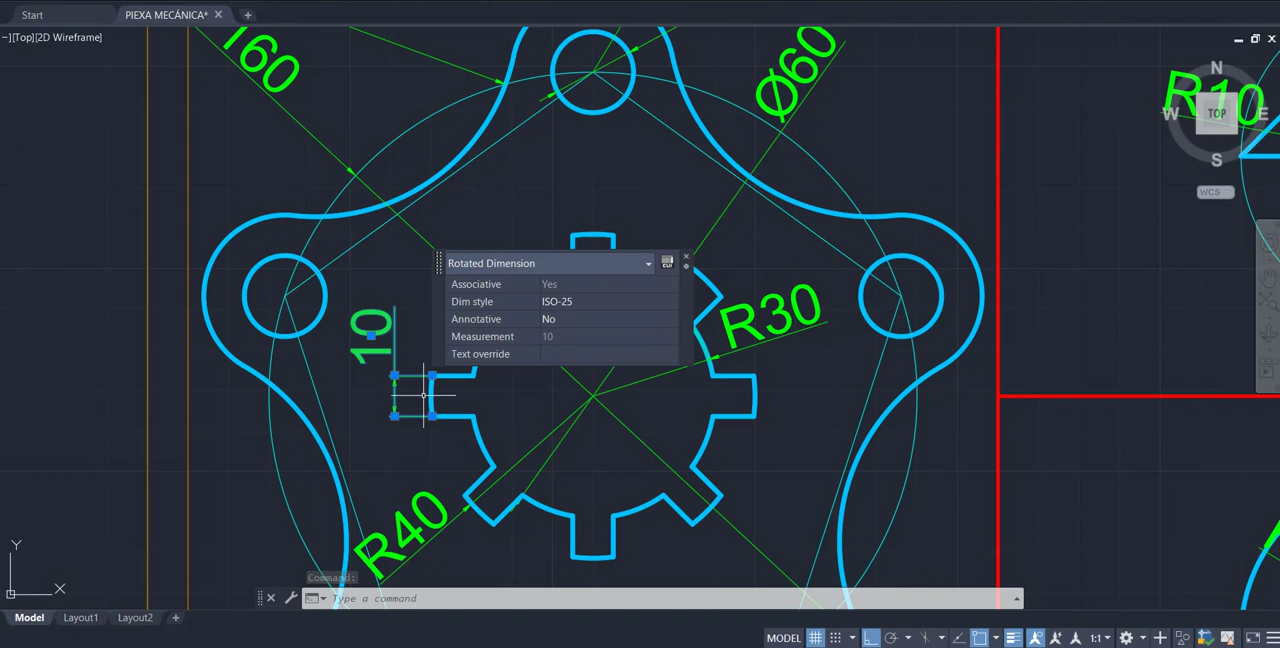 Start
PIEXA MECÁNICA*
−][Top][2D Wireframe]
160
Ø60
R10
N
W TOP E
S
WCS
Rotated Dimension
Associative Yes
Dim style ISO-25
Annotative No
Measurement 10
Text override
10
R30
R40
Y
X
Command:
Type a command
Model Layout1 Layout2 +
MODEL 1:1